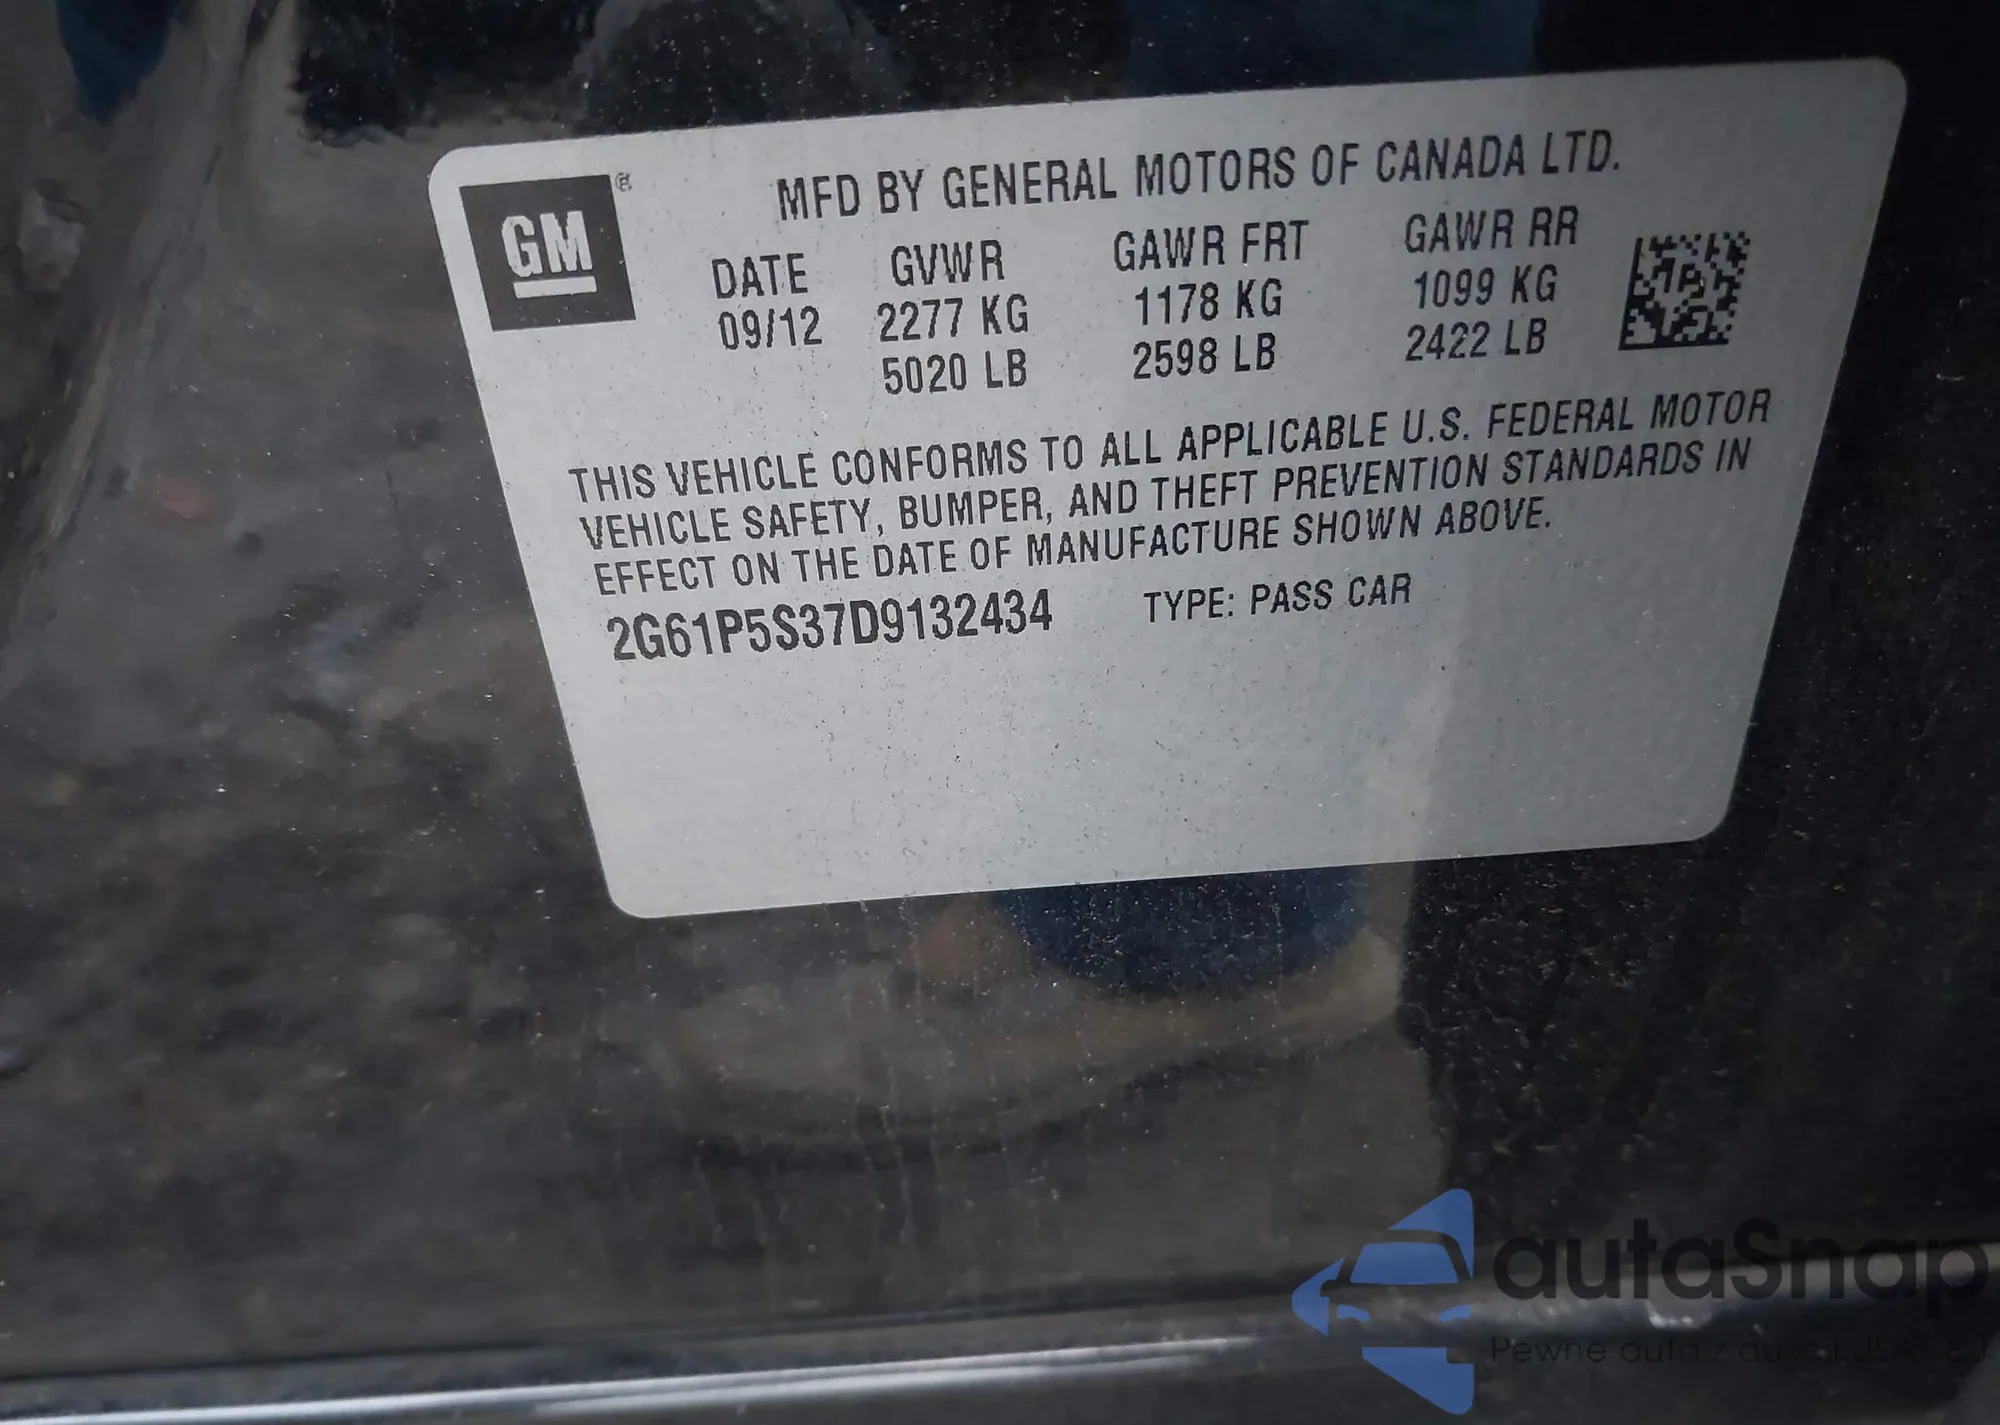 GM®
MFD BY GENERAL MOTORS OF CANADA LTD.
DATE GVWR GAWR FRT GAWR RR
09/12 2277 KG 1178 KG 1099 KG
5020 LB 2598 LB 2422 LB
THIS VEHICLE CONFORMS TO ALL APPLICABLE U.S. FEDERAL MOTOR
VEHICLE SAFETY, BUMPER, AND THEFT PREVENTION STANDARDS IN
EFFECT ON THE DATE OF MANUFACTURE SHOWN ABOVE.
2G61P5S37D9132434 TYPE: PASS CAR
autaSnap
Pewne auta z